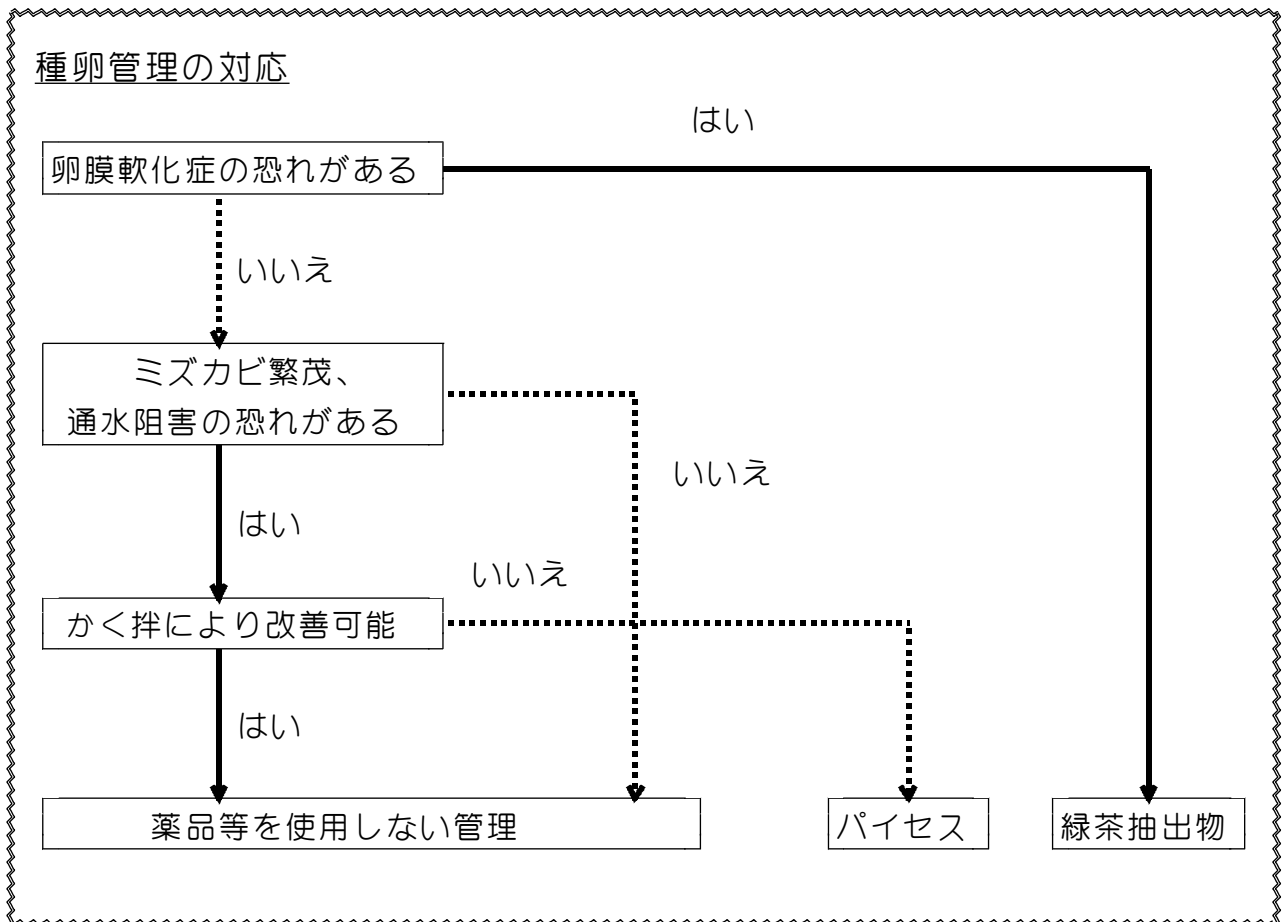 種卵管理の対応
はい
卵膜軟化症の恐れがある
いいえ
ミズカビ繁茂、
通水阻害の恐れがある
いいえ
はい
いいえ
かく拌により改善可能
はい
薬品等を使用しない管理
パイセス
緑茶抽出物